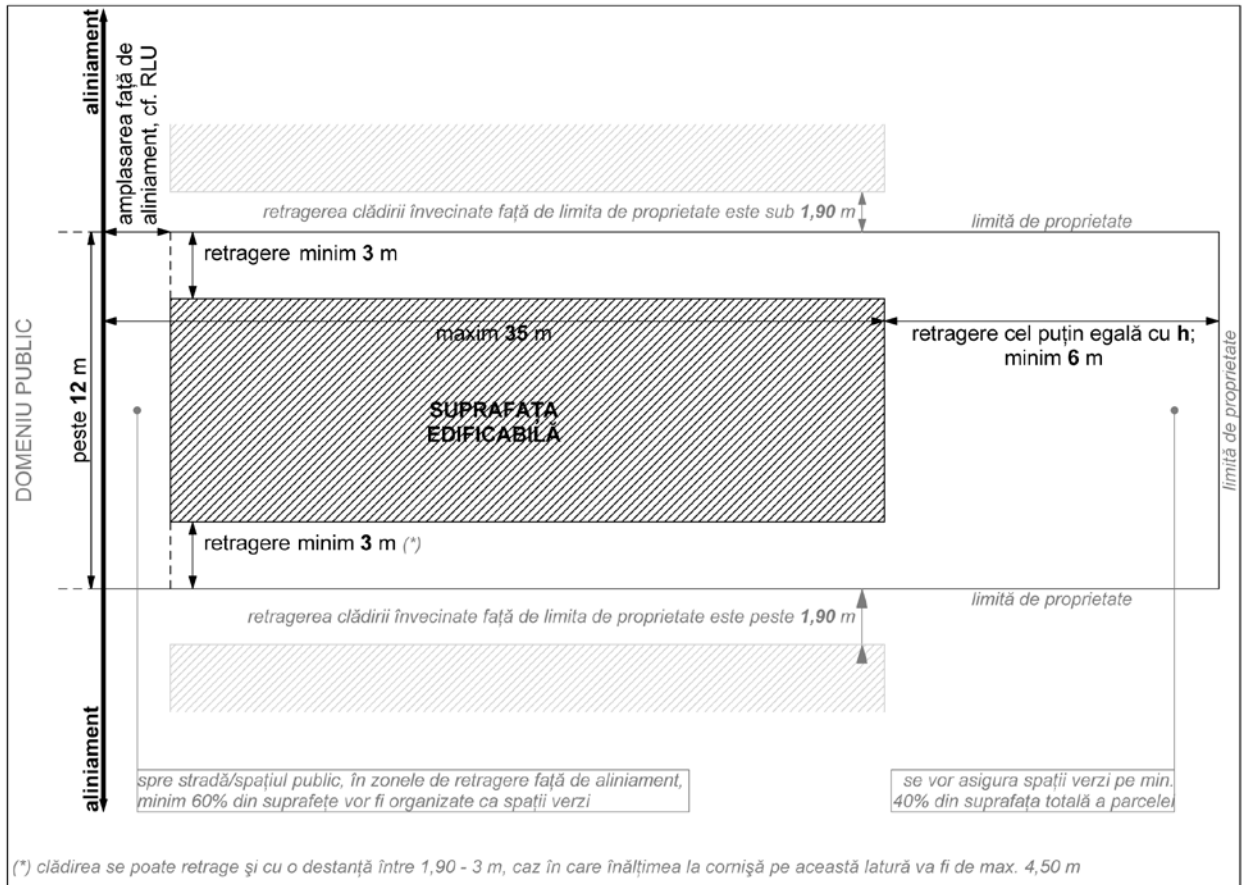 aliniament
amplasarea față de
aliniament, cf. RLU
retragerea clădirii învecinate față de limita de proprietate este sub 1,90 m
limită de proprietate
retragere minim 3 m
maxim 35 m
retragere cel puțin egală cu h;
minim 6 m
DOMENIU PUBLIC
peste 12 m
SUPRAFAȚA
EDIFICABILĂ
limită de proprietate
retragere minim 3 m (*)
limită de proprietate
retragerea clădirii învecinate față de limita de proprietate este peste 1,90 m
aliniament
spre stradă/spațiul public, în zonele de retragere față de aliniament,
minim 60% din suprafețe vor fi organizate ca spații verzi
se vor asigura spații verzi pe min.
40% din suprafața totală a parcelei
(*) clădirea se poate retrage şi cu o destanță între 1,90 - 3 m, caz în care înălțimea la cornişă pe această latură va fi de max. 4,50 m